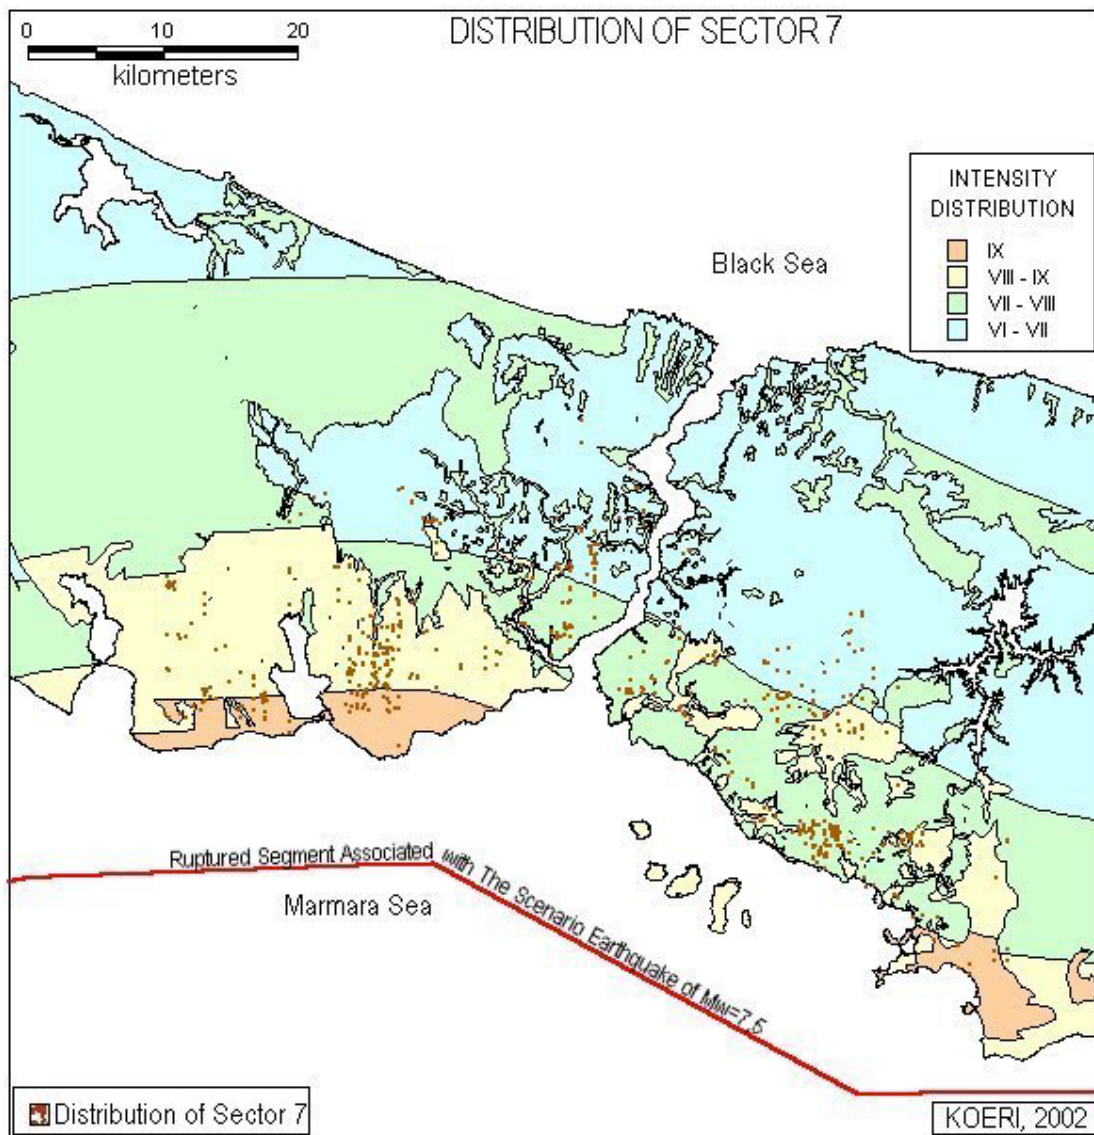 DISTRIBUTION OF SECTOR 7
0 10 20
kilometers
INTENSITY
DISTRIBUTION
IX
VIII - IX
VII - VIII
VI - VII
Black Sea
Ruptured Segment Associated with The Scenario Earthquake of Mw=7.5
Marmara Sea
Distribution of Sector 7
KOERI, 2002